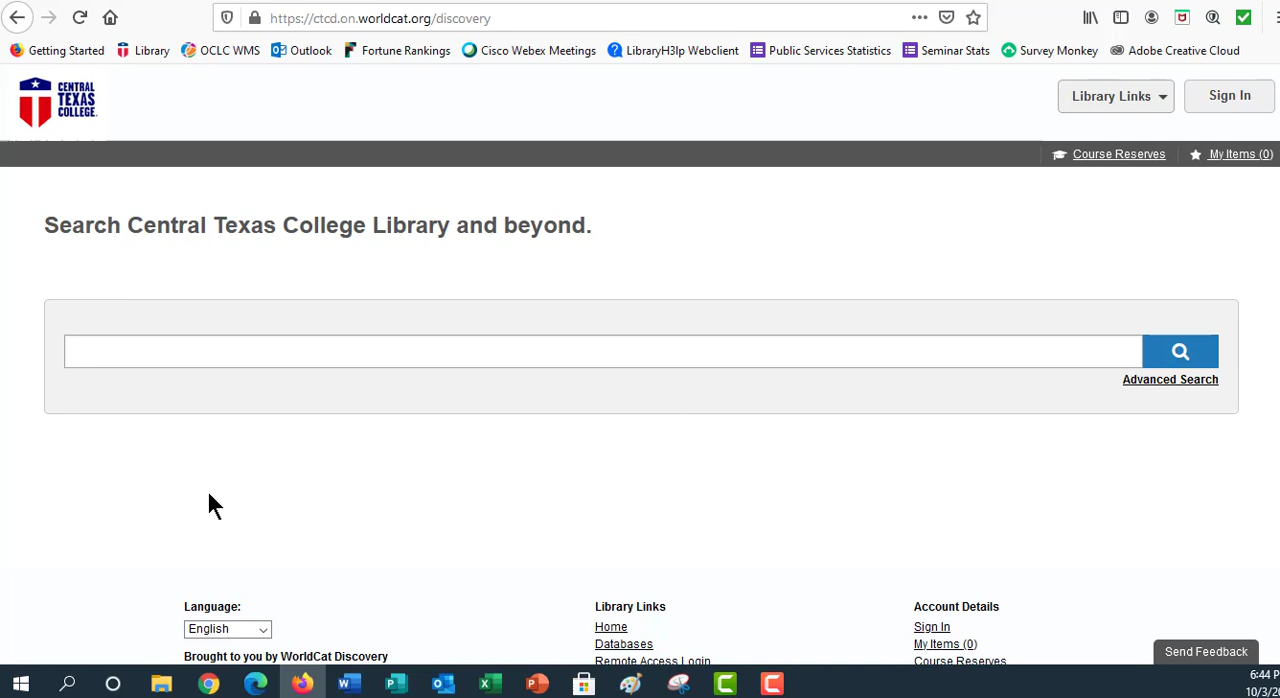 https://ctcd.on.worldcat.org/discovery
Getting Started Library OCLC WMS Outlook Fortune Rankings Cisco Webex Meetings LibraryH3lp Webclient Public Services Statistics Seminar Stats Survey Monkey Adobe Creative Cloud
CENTRAL
TEXAS
COLLEGE
Library Links Sign In
Course Reserves My Items (0)
Search Central Texas College Library and beyond.
Advanced Search
Language: Library Links Account Details
English Home Sign In
Databases My Items (0)
Send Feedback
Brought to you by WorldCat Discovery Remote Access Login Course Reserves
6:44 P
10/3/2